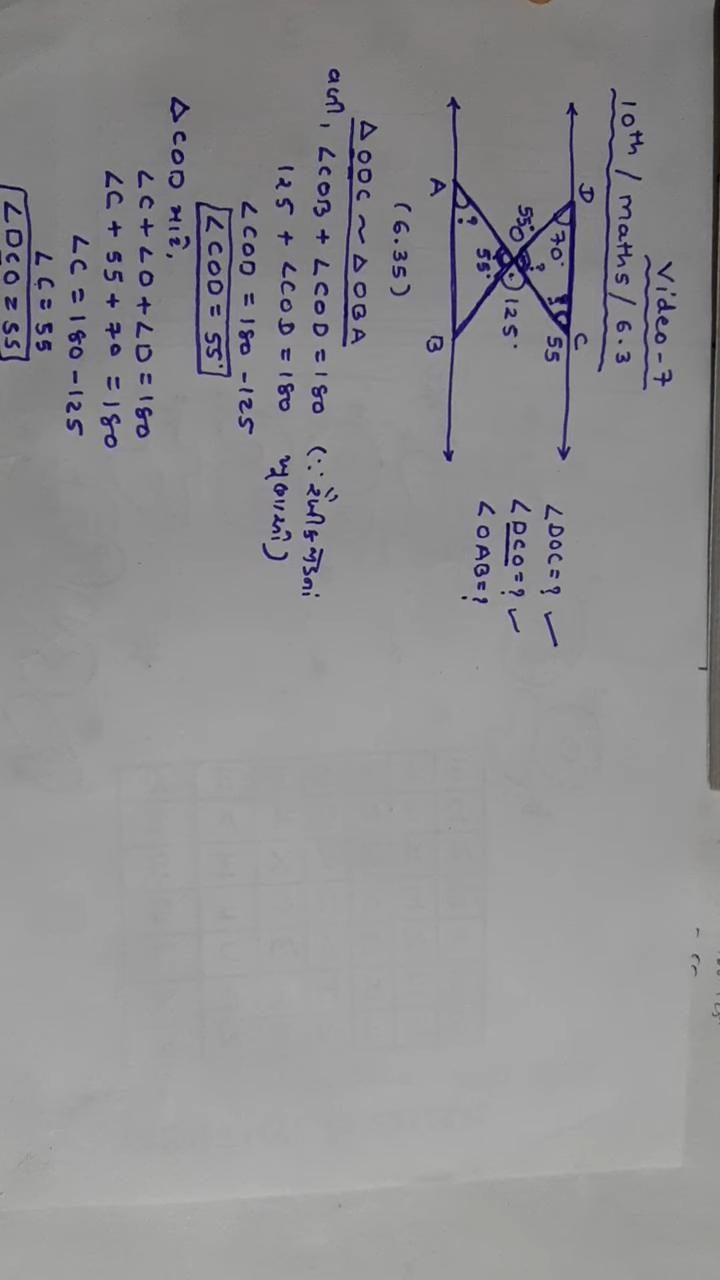 Video-7
10th / maths / 6.3
D
C
70°
55
55°
O
?
125°
55°
?
A
B
∠DOC = ? ✓
∠DCO = ? ✓
∠OAB = ?
(6.35)
△ODC ~ △OBA
∠COB + ∠COD = 180 (∵ રૈખિક જોડના
125 + ∠COD = 180
∠COD = 180 - 125
∠COD = 55°
△COD માં,
∠C + ∠O + ∠D = 180
∠C + 55 + 70 = 180
∠C = 180 - 125
∠C = 55
∠DCO = 55